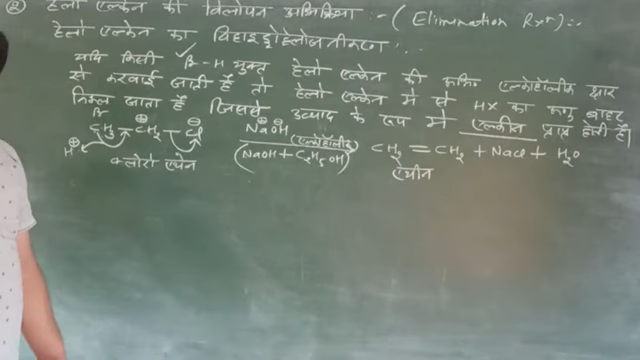 ② हैलो एल्केन की विलोपन अभिक्रिया :- (Elimination Rxn) :-
हैलो एल्केन का विहाइड्रोहैलोजनीकरण :-
यदि किसी β-H युक्त हैलो एल्केन की क्रिया एल्कोहॉलीक क्षार
से करवाई जाती है तो हैलो एल्केन में से HX का अणु बाहर
निकल जाता है जिससे उत्पाद के रूप में एल्कीन प्राप्त होती है।
β ⊕ ⊖
CH₂ CH₂ - Cl NaOH (एल्कोहॉलीक) CH₂ = CH₂ + NaCl + H₂O
H⊕ (NaOH + C₂H₅OH)
क्लोरो एथेन एथीन